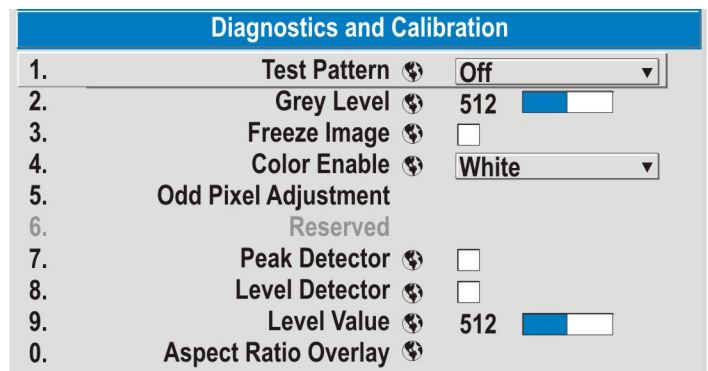 Diagnostics and Calibration
1. Test Pattern Off
2. Grey Level 512
3. Freeze Image
4. Color Enable White
5. Odd Pixel Adjustment
6. Reserved
7. Peak Detector
8. Level Detector
9. Level Value 512
0. Aspect Ratio Overlay